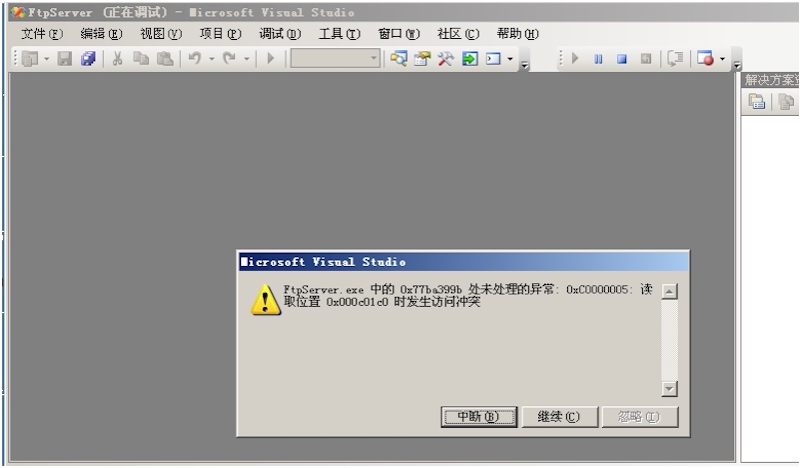 FtpServer (正在调试) - Microsoft Visual Studio
文件(F) 编辑(E) 视图(V) 项目(P) 调试(D) 工具(T) 窗口(W) 社区(C) 帮助(H)
解决方案资
Microsoft Visual Studio
FtpServer.exe 中的 0x77ba399b 处未处理的异常: 0xC0000005: 读
取位置 0x000c01c0 时发生访问冲突
中断(B) 继续(C) 忽略(I)